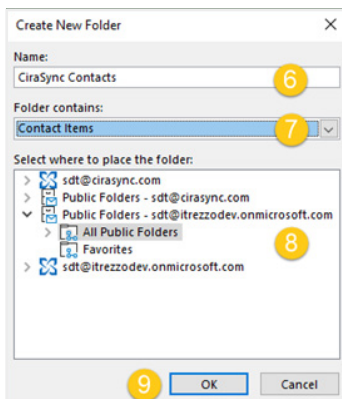 Create New Folder
Name:
CiraSync Contacts
6
Folder contains:
Contact Items
7
Select where to place the folder:
sdt@cirasync.com
Public Folders - sdt@cirasync.com
Public Folders - sdt@itrezzodev.onmicrosoft.com
All Public Folders
8
Favorites
sdt@itrezzodev.onmicrosoft.com
9 OK Cancel